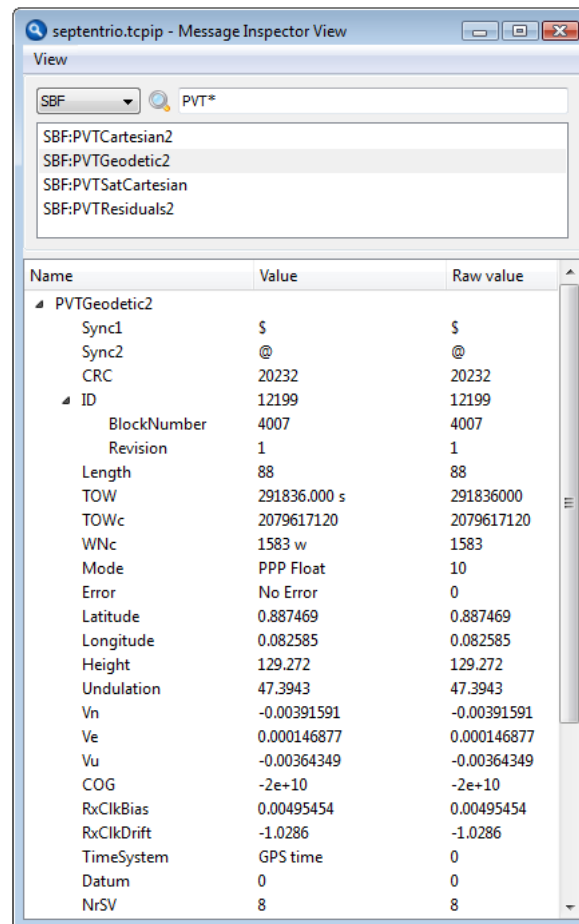 septentrio.tcpip - Message Inspector View
View
SBF PVT*
SBF:PVTCartesian2
SBF:PVTGeodetic2
SBF:PVTSatCartesian
SBF:PVTResiduals2
Name Value Raw value
PVTGeodetic2
Sync1 $ $
Sync2 @ @
CRC 20232 20232
ID 12199 12199
BlockNumber 4007 4007
Revision 1 1
Length 88 88
TOW 291836.000 s 291836000
TOWc 2079617120 2079617120
WNc 1583 w 1583
Mode PPP Float 10
Error No Error 0
Latitude 0.887469 0.887469
Longitude 0.082585 0.082585
Height 129.272 129.272
Undulation 47.3943 47.3943
Vn -0.00391591 -0.00391591
Ve 0.000146877 0.000146877
Vu -0.00364349 -0.00364349
COG -2e+10 -2e+10
RxClkBias 0.00495454 0.00495454
RxClkDrift -1.0286 -1.0286
TimeSystem GPS time 0
Datum 0 0
NrSV 8 8